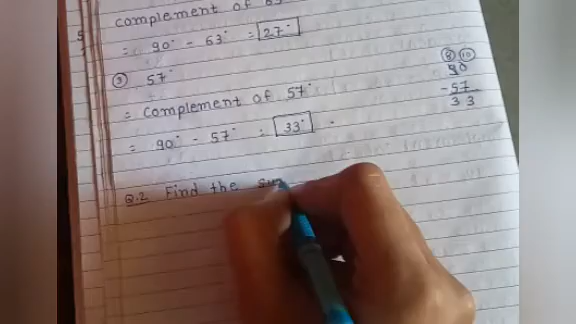 complement of 63°
= 90° - 63° = 27°
③ 57°
= complement of 57°
= 90° - 57° = 33°
⑧ ⑩
90
-57
33
Q.2 Find the